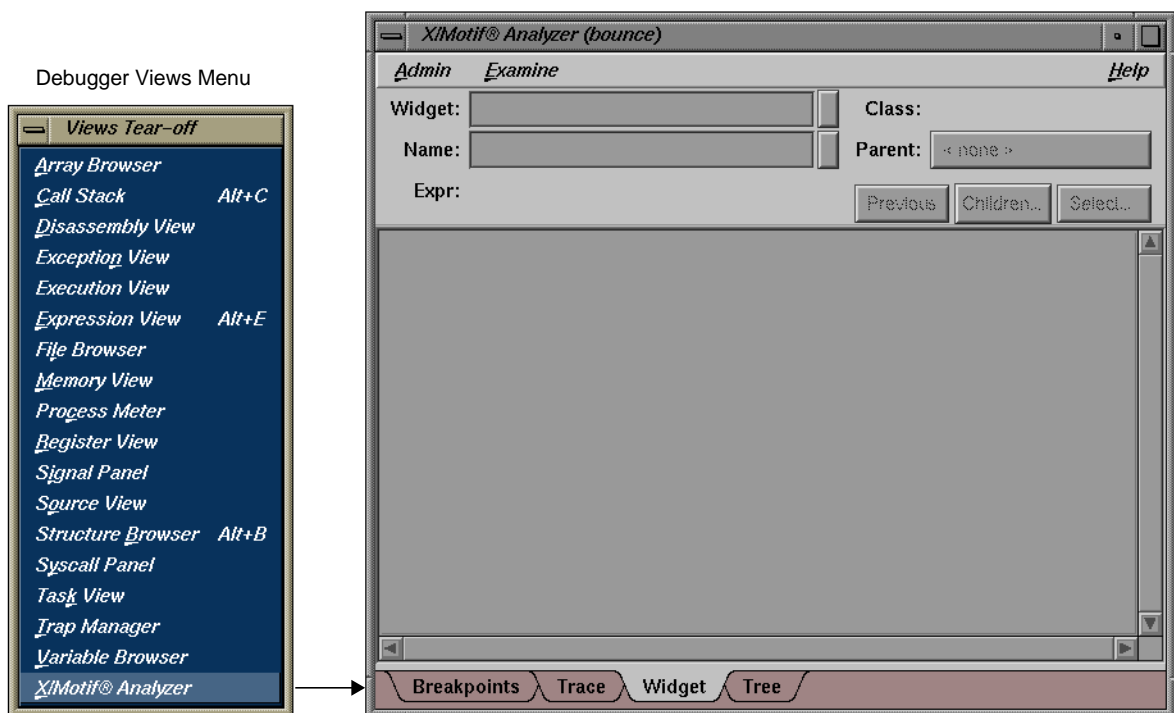 Debugger Views Menu
Views Tear-off
Array Browser
Call Stack Alt+C
Disassembly View
Exception View
Execution View
Expression View Alt+E
File Browser
Memory View
Process Meter
Register View
Signal Panel
Source View
Structure Browser Alt+B
Syscall Panel
Task View
Trap Manager
Variable Browser
X/Motif® Analyzer
X/Motif® Analyzer (bounce)
Admin Examine Help
Widget: Class:
Name: Parent: < none >
Expr: Previous Children... Select...
Breakpoints Trace Widget Tree